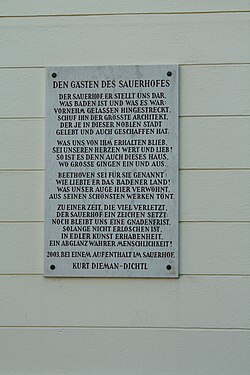 DEN GÄSTEN DES SAUERHOFES
DER SAUERHOF, ER STELLT UNS DAR,
WAS BADEN IST UND WAS ES WAR:
VORNEHM, GELASSEN HINGESTRECKT,
SCHUF IHN DER GRÖSSTE ARCHITEKT,
DER JE IN DIESER NOBLEN STADT
GELEBT UND AUCH GESCHAFFEN HAT.
WAS UNS VON IHM ERHALTEN BLIEB,
SEI UNSEREN HERZEN WERT UND LIEB!
SO IST ES DENN AUCH DIESES HAUS,
WO GROSSE GINGEN EIN UND AUS.
BEETHOVEN SEI FÜR SIE GENANNT:
WIE LIEBTE ER DAS BADENER LAND!
WAS UNSER AUGE HIER VERWÖHNT,
AUS SEINEN SCHÖNSTEN WERKEN TÖNT.
ZU EINER ZEIT, DIE VIEL VERLETZT,
DER SAUERHOF EIN ZEICHEN SETZT:
NOCH BLEIBT UNS EINE GNADENFRIST,
SOLANGE NICHT ERLOSCHEN IST,
IN EDLER KUNST ERHABENHEIT,
EIN ABGLANZ WAHRER MENSCHLICHKEIT!
2003, BEI EINEM AUFENTHALT IM SAUERHOF.
KURT DIEMAN-DICHTL